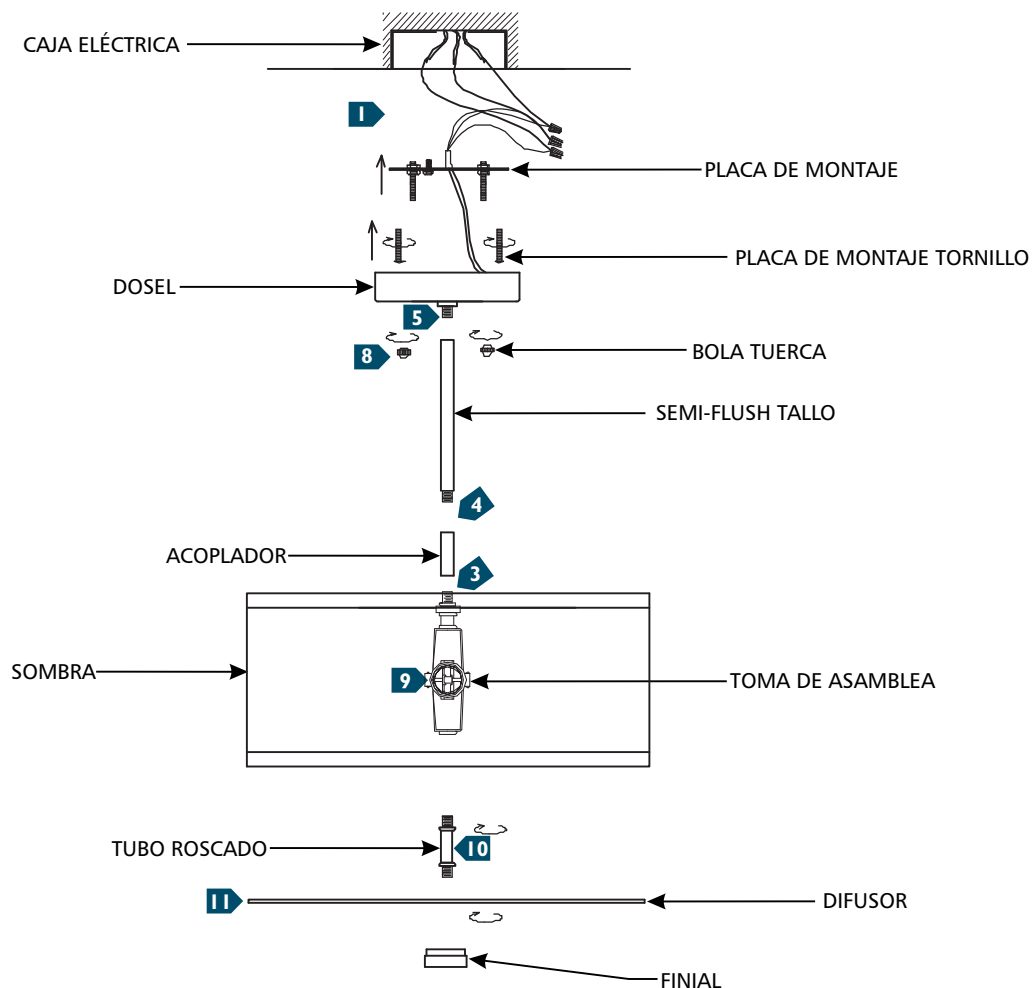 CAJA ELÉCTRICA
1
PLACA DE MONTAJE
PLACA DE MONTAJE TORNILLO
DOSEL
5
8
BOLA TUERCA
SEMI-FLUSH TALLO
4
ACOPLADOR
3
SOMBRA
9
TOMA DE ASAMBLEA
TUBO ROSCADO
10
11
DIFUSOR
FINIAL